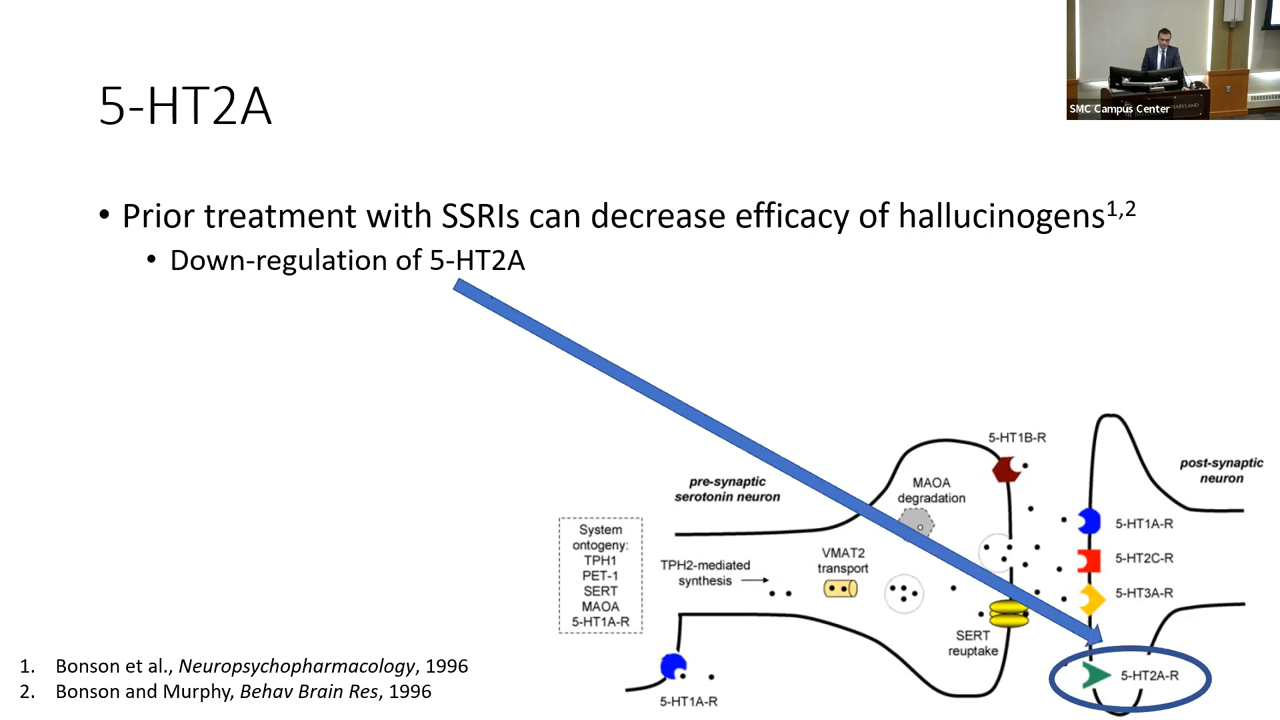 5-HT2A
SMC Campus Center
MARYLAND
• Prior treatment with SSRIs can decrease efficacy of hallucinogens1,2
• Down-regulation of 5-HT2A
5-HT1B-R
post-synaptic
neuron
pre-synaptic
serotonin neuron
MAOA
degradation
System
ontogeny:
TPH1
PET-1
SERT
MAOA
5-HT1A-R
TPH2-mediated
synthesis
VMAT2
transport
5-HT1A-R
5-HT2C-R
5-HT3A-R
SERT
reuptake
5-HT2A-R
5-HT1A-R
1. Bonson et al., Neuropsychopharmacology, 1996
2. Bonson and Murphy, Behav Brain Res, 1996